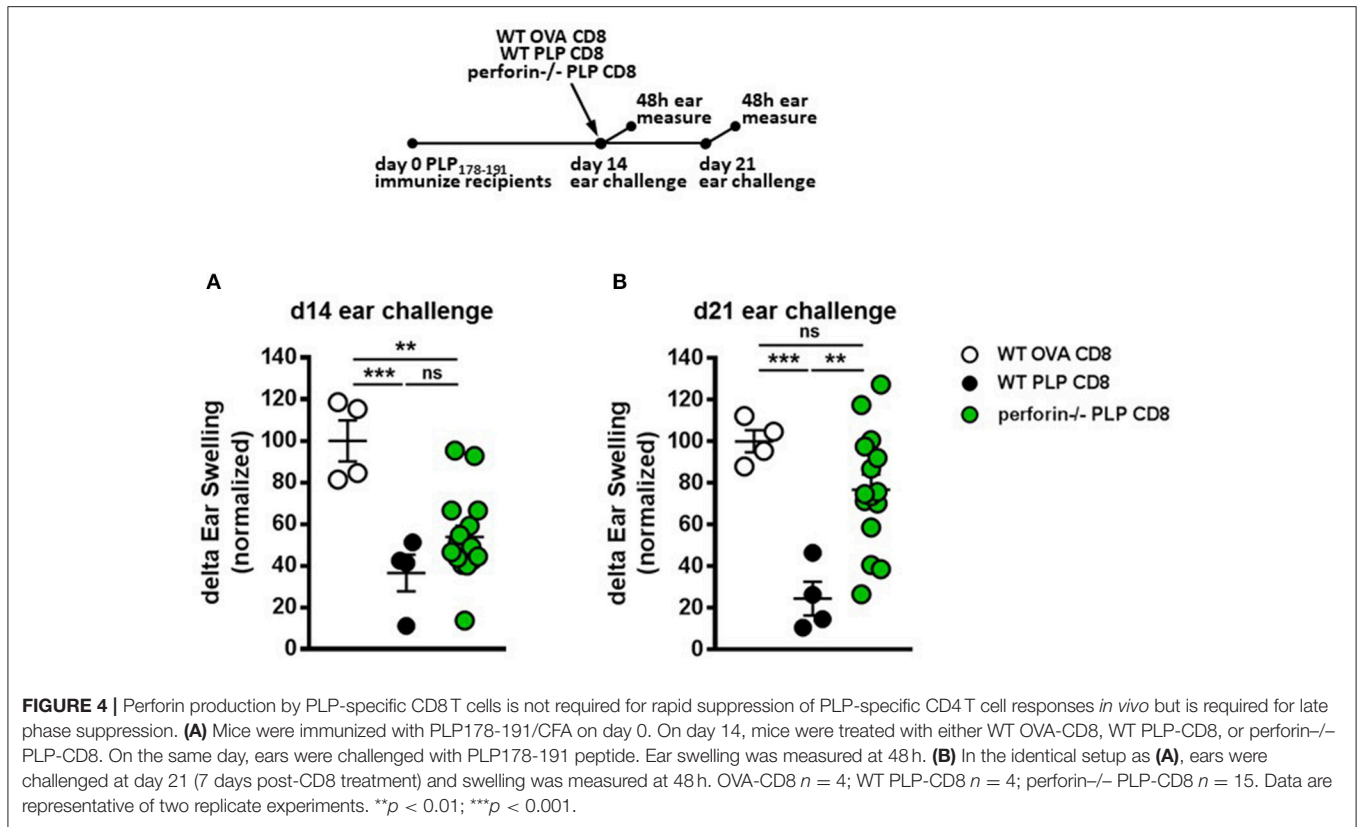 WT OVA CD8
WT PLP CD8
perforin-/- PLP CD8
48h ear
measure
48h ear
measure
day 0 PLP178-191
immunize recipients
day 14
ear challenge
day 21
ear challenge
A
d14 ear challenge
**
*** ns
140
120
100
80
60
40
20
0
delta Ear Swelling
(normalized)
B
d21 ear challenge
ns
*** **
140
120
100
80
60
40
20
0
delta Ear Swelling
(normalized)
WT OVA CD8
WT PLP CD8
perforin-/- PLP CD8
FIGURE 4 | Perforin production by PLP-specific CD8 T cells is not required for rapid suppression of PLP-specific CD4 T cell responses in vivo but is required for late
phase suppression. (A) Mice were immunized with PLP178-191/CFA on day 0. On day 14, mice were treated with either WT OVA-CD8, WT PLP-CD8, or perforin–/–
PLP-CD8. On the same day, ears were challenged with PLP178-191 peptide. Ear swelling was measured at 48 h. (B) In the identical setup as (A), ears were
challenged at day 21 (7 days post-CD8 treatment) and swelling was measured at 48 h. OVA-CD8 n = 4; WT PLP-CD8 n = 4; perforin–/– PLP-CD8 n = 15. Data are
representative of two replicate experiments. **p < 0.01; ***p < 0.001.